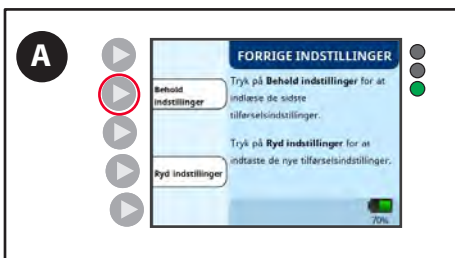 A
FORRIGE INDSTILLINGER
Behold
indstillinger
Tryk på Behold indstillinger for at
indlæse de sidste
tilførselsindstillinger.
Tryk på Ryd indstillinger for at
indtaste de nye tilførselsindstillinger.
Ryd indstillinger
70%